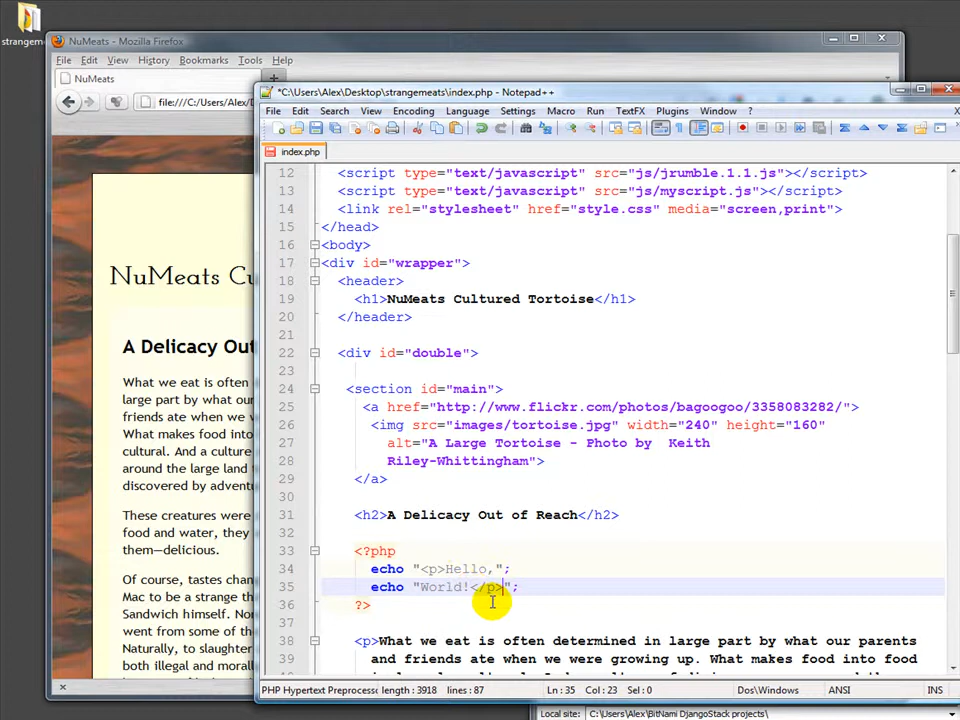 strangem
NuMeats - Mozilla Firefox
File Edit View History Bookmarks Tools Help
NuMeats
file:///C:/Users/Alex/D
NuMeats Cu
A Delicacy Out
What we eat is often
large part by what our
friends ate when we
What makes food into
cultural. And a culture
around the large land
discovered by advent
These creatures were
food and water, they
them—delicious.
Of course, tastes chan
Mac to be a strange th
Sandwich himself. Nor
went from some of the
Naturally, to slaughter
both illegal and morall
*C:\Users\Alex\Desktop\strangemeats\index.php - Notepad++
File Edit Search View Encoding Language Settings Macro Run TextFX Plugins Window ?
index.php
12 <script type="text/javascript" src="js/jrumble.1.1.js"></script>
13 <script type="text/javascript" src="js/myscript.js"></script>
14 <link rel="stylesheet" href="style.css" media="screen,print">
15 </head>
16 <body>
17 <div id="wrapper">
18 <header>
19 <h1>NuMeats Cultured Tortoise</h1>
20 </header>
21
22 <div id="double">
23
24 <section id="main">
25 <a href="http://www.flickr.com/photos/bagoogoo/3358083282/">
26 <img src="images/tortoise.jpg" width="240" height="160"
27 alt="A Large Tortoise - Photo by Keith
28 Riley-Whittingham">
29 </a>
30
31 <h2>A Delicacy Out of Reach</h2>
32
33 <?php
34 echo "<p>Hello,";
35 echo "World!</p>";
36 ?>
37
38 <p>What we eat is often determined in large part by what our parents
39 and friends ate when we were growing up. What makes food into food
PHP Hypertext Preprocess length : 3918 lines : 87 Ln : 35 Col : 23 Sel : 0 Dos\Windows ANSI INS
Local site: C:\Users\Alex\BitNami DjangoStack projects\